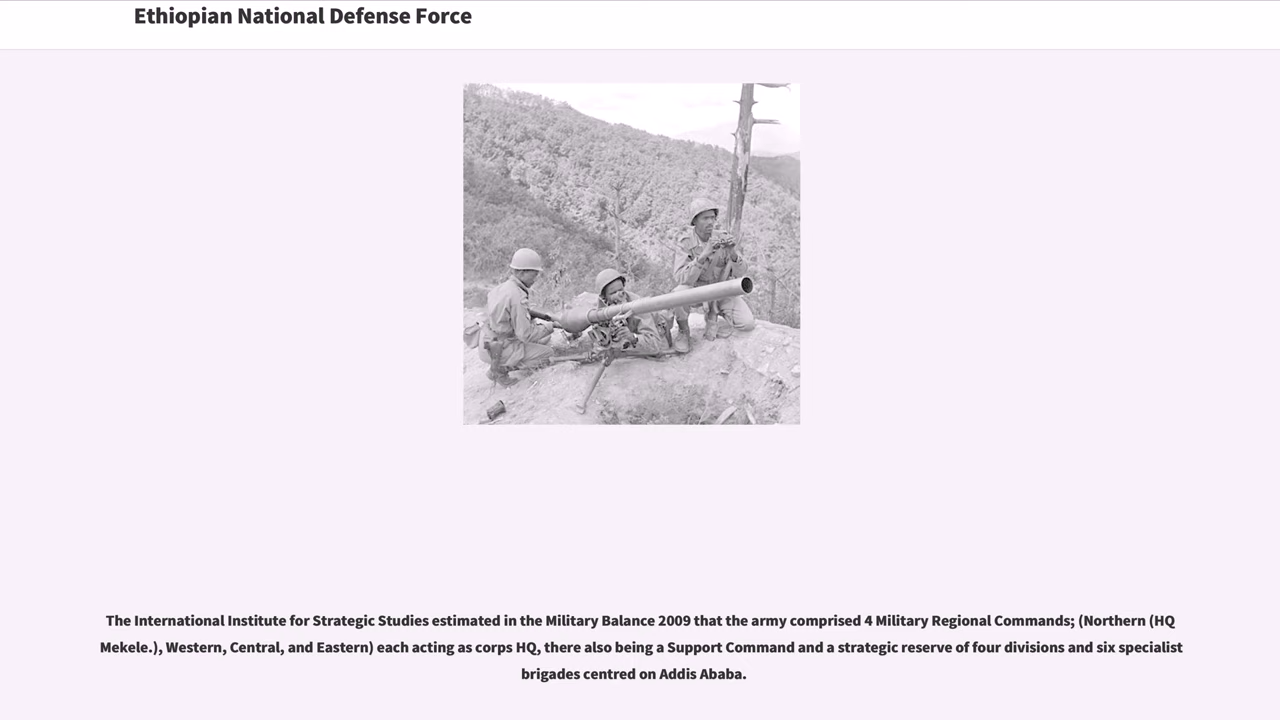 Ethiopian National Defense Force
The International Institute for Strategic Studies estimated in the Military Balance 2009 that the army comprised 4 Military Regional Commands; (Northern (HQ
Mekele.), Western, Central, and Eastern) each acting as corps HQ, there also being a Support Command and a strategic reserve of four divisions and six specialist
brigades centred on Addis Ababa.